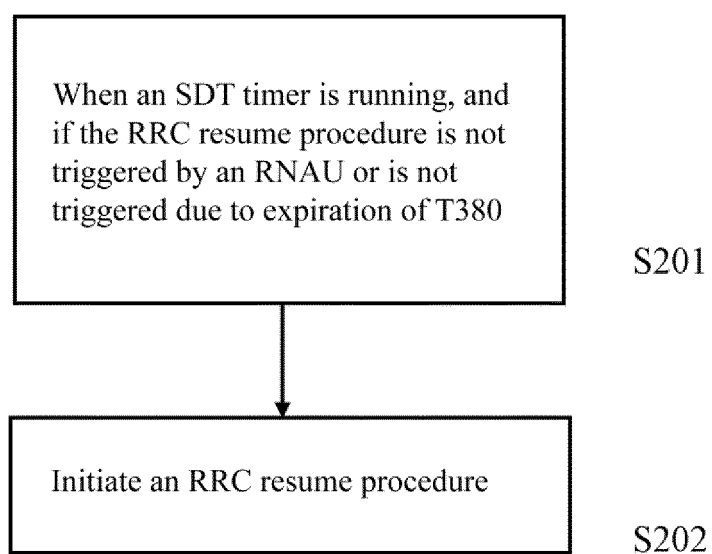 When an SDT timer is running, and
if the RRC resume procedure is not
triggered by an RNAU or is not
triggered due to expiration of T380
S201
Initiate an RRC resume procedure
S202